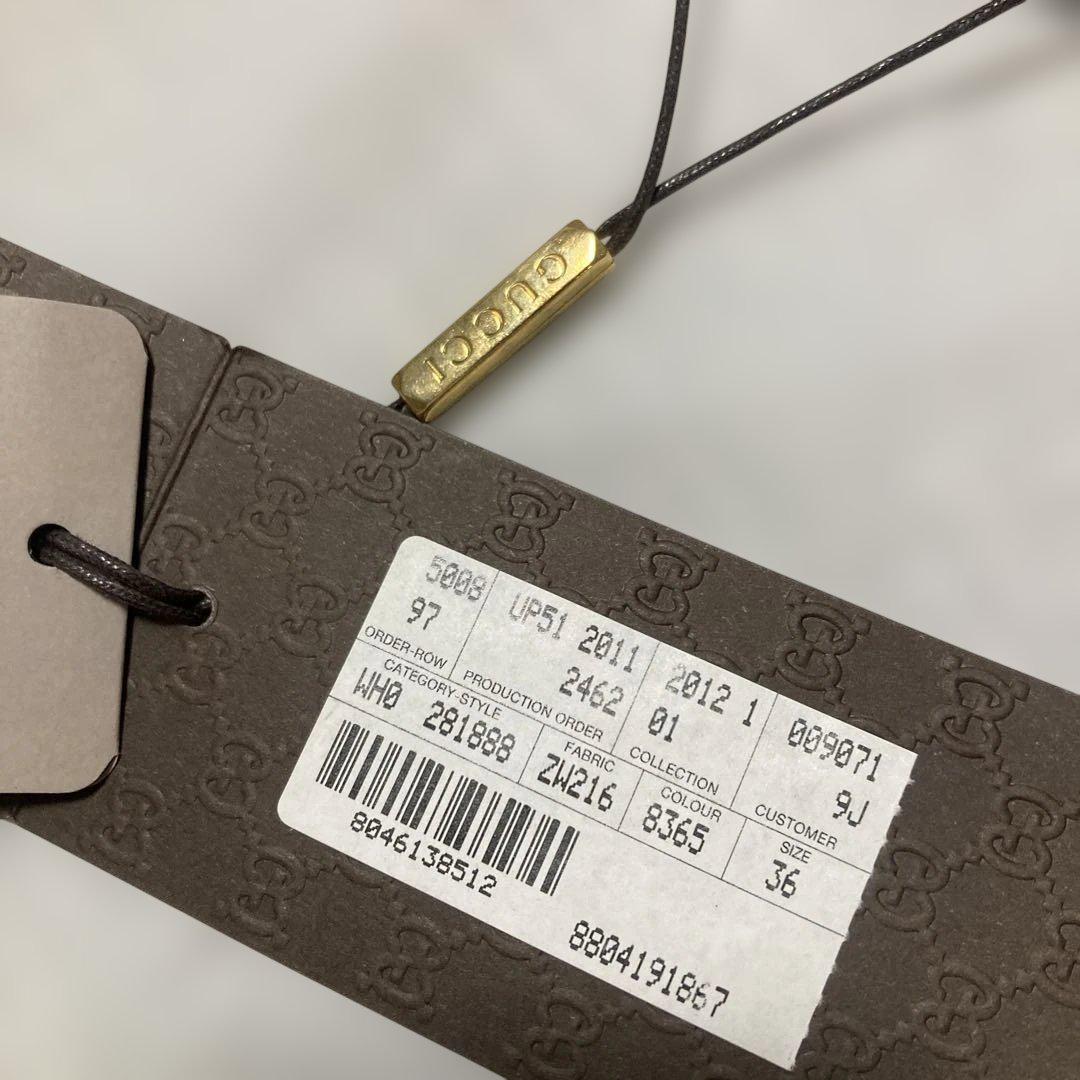 GUCCI
5008 UP51 2011 2012 1 009071
97 2462 01 9J
ORDER-ROW PRODUCTION ORDER COLLECTION CUSTOMER
CATEGORY-STYLE FABRIC COLOUR SIZE
WH0 281888 ZW216 8365 36
8046138512
8804191867